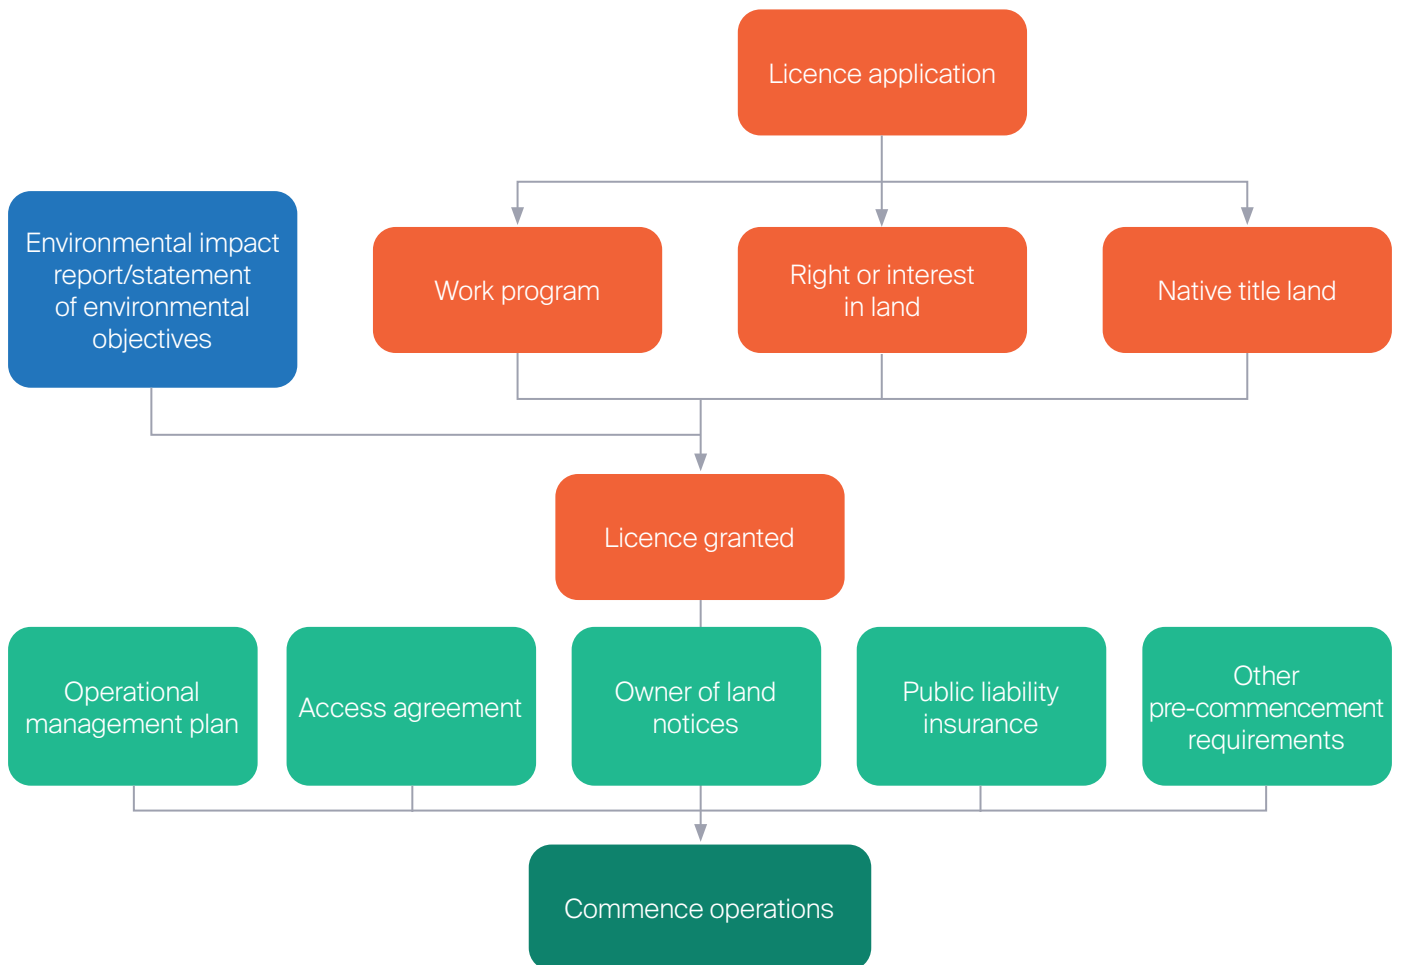 Licence application
Environmental impact
report/statement
of environmental
objectives
Work program
Right or interest
in land
Native title land
Licence granted
Operational
management plan
Access agreement
Owner of land
notices
Public liability
insurance
Other
pre-commencement
requirements
Commence operations